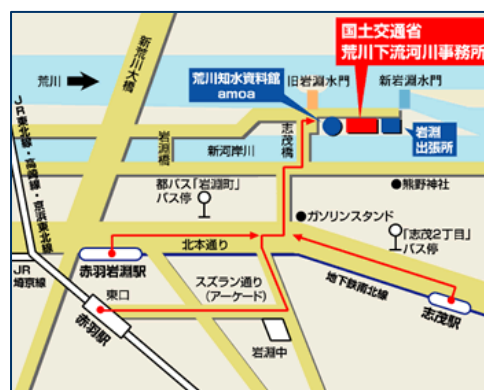 国土交通省
荒川下流河川事務所
新荒川大橋
荒川
荒川知水資料館
amoa
旧岩淵水門
新岩淵水門
岩淵
出張所
JR東北線・高崎線・京浜東北線
岩淵橋
新河岸川
志茂橋
都バス「岩淵町」
バス停
熊野神社
ガソリンスタンド
「志茂2丁目」
バス停
北本通り
赤羽岩淵駅
JR
埼京線
東口
スズラン通り
(アーケード)
地下鉄南北線
志茂駅
赤羽駅
岩淵中